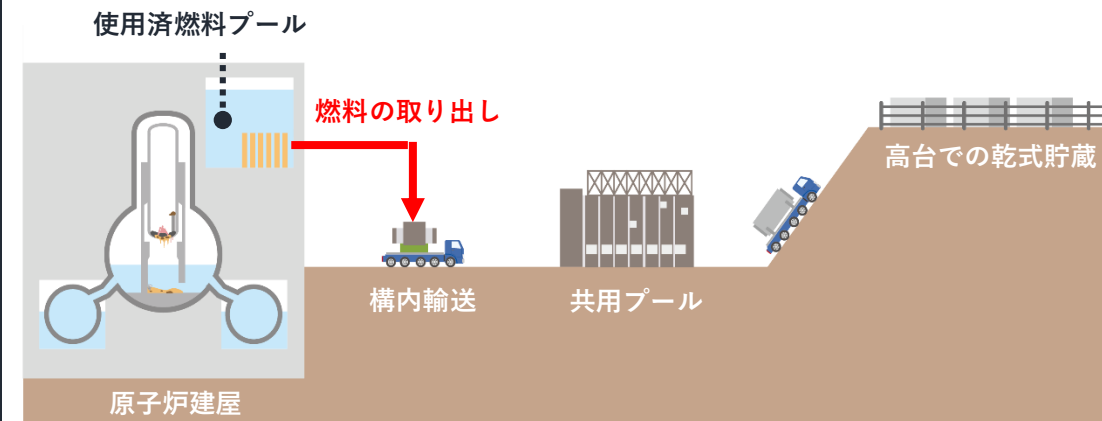 使用済燃料プール
燃料の取り出し
高台での乾式貯蔵
構内輸送
共用プール
原子炉建屋